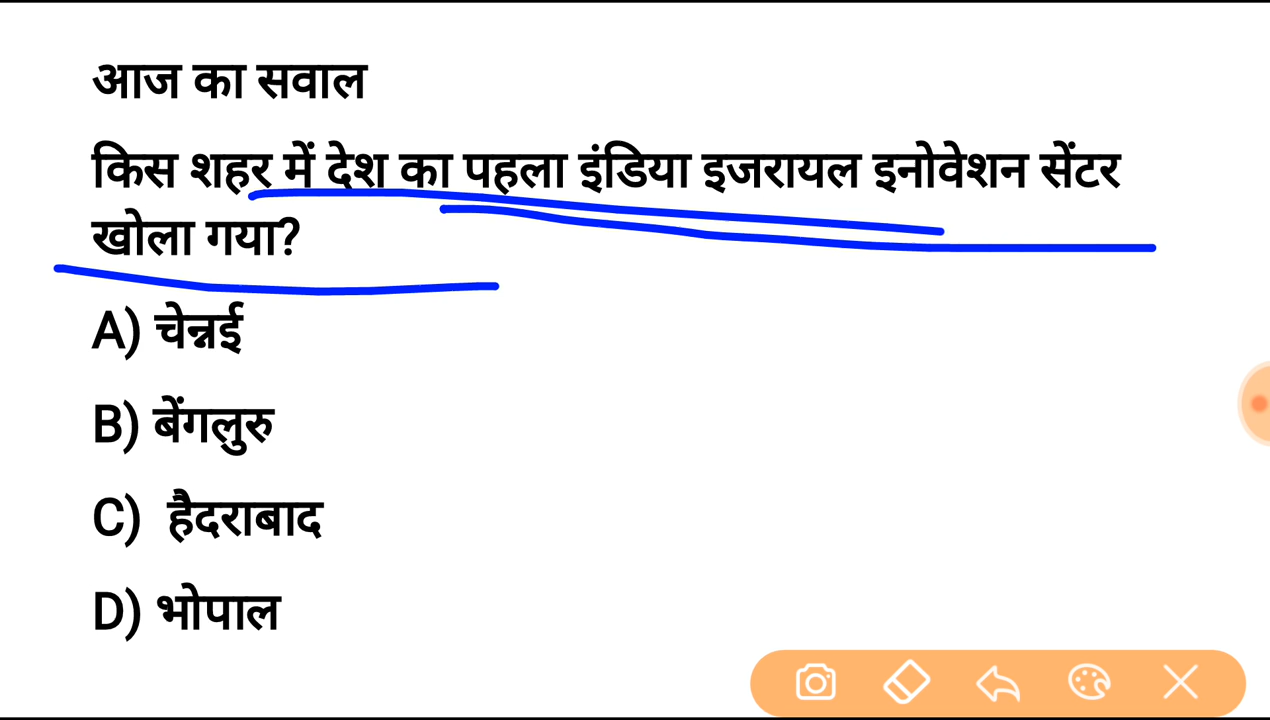 आज का सवाल
किस शहर में देश का पहला इंडिया इजरायल इनोवेशन सेंटर
खोला गया?
A) चेन्नई
B) बेंगलुरु
C) हैदराबाद
D) भोपाल